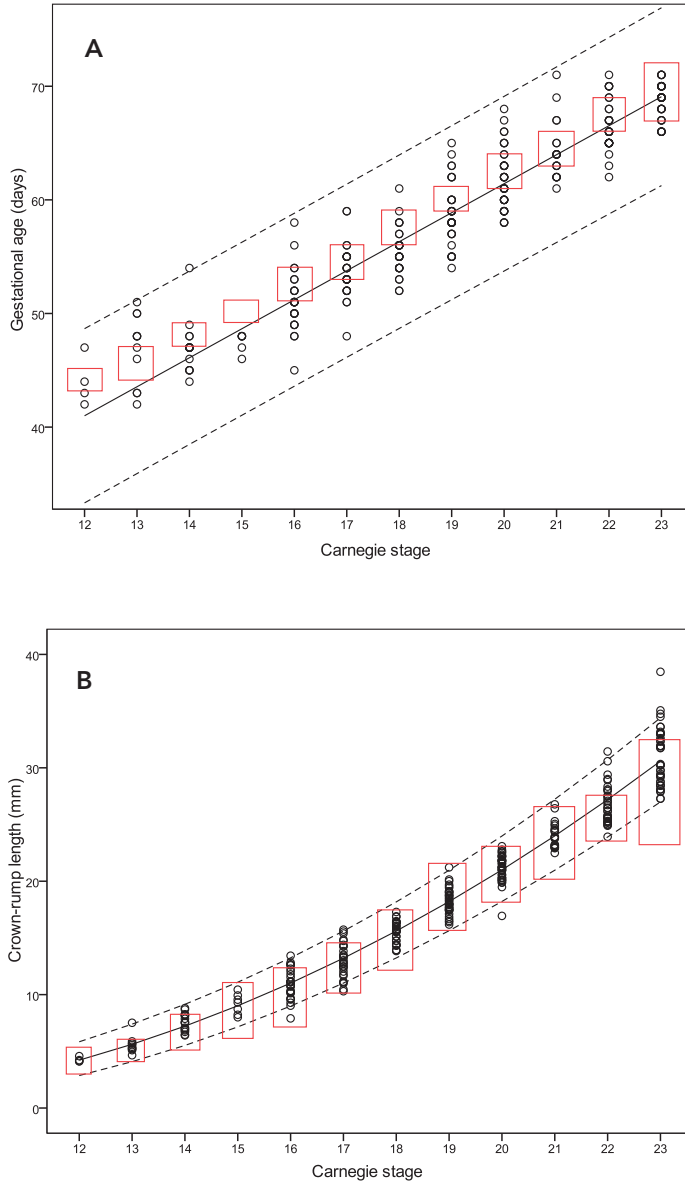 A
70
60
50
40
Gestational age (days)
12 13 14 15 16 17 18 19 20 21 22 23
Carnegie stage
B
40
30
20
10
0
Crown-rump length (mm)
12 13 14 15 16 17 18 19 20 21 22 23
Carnegie stage